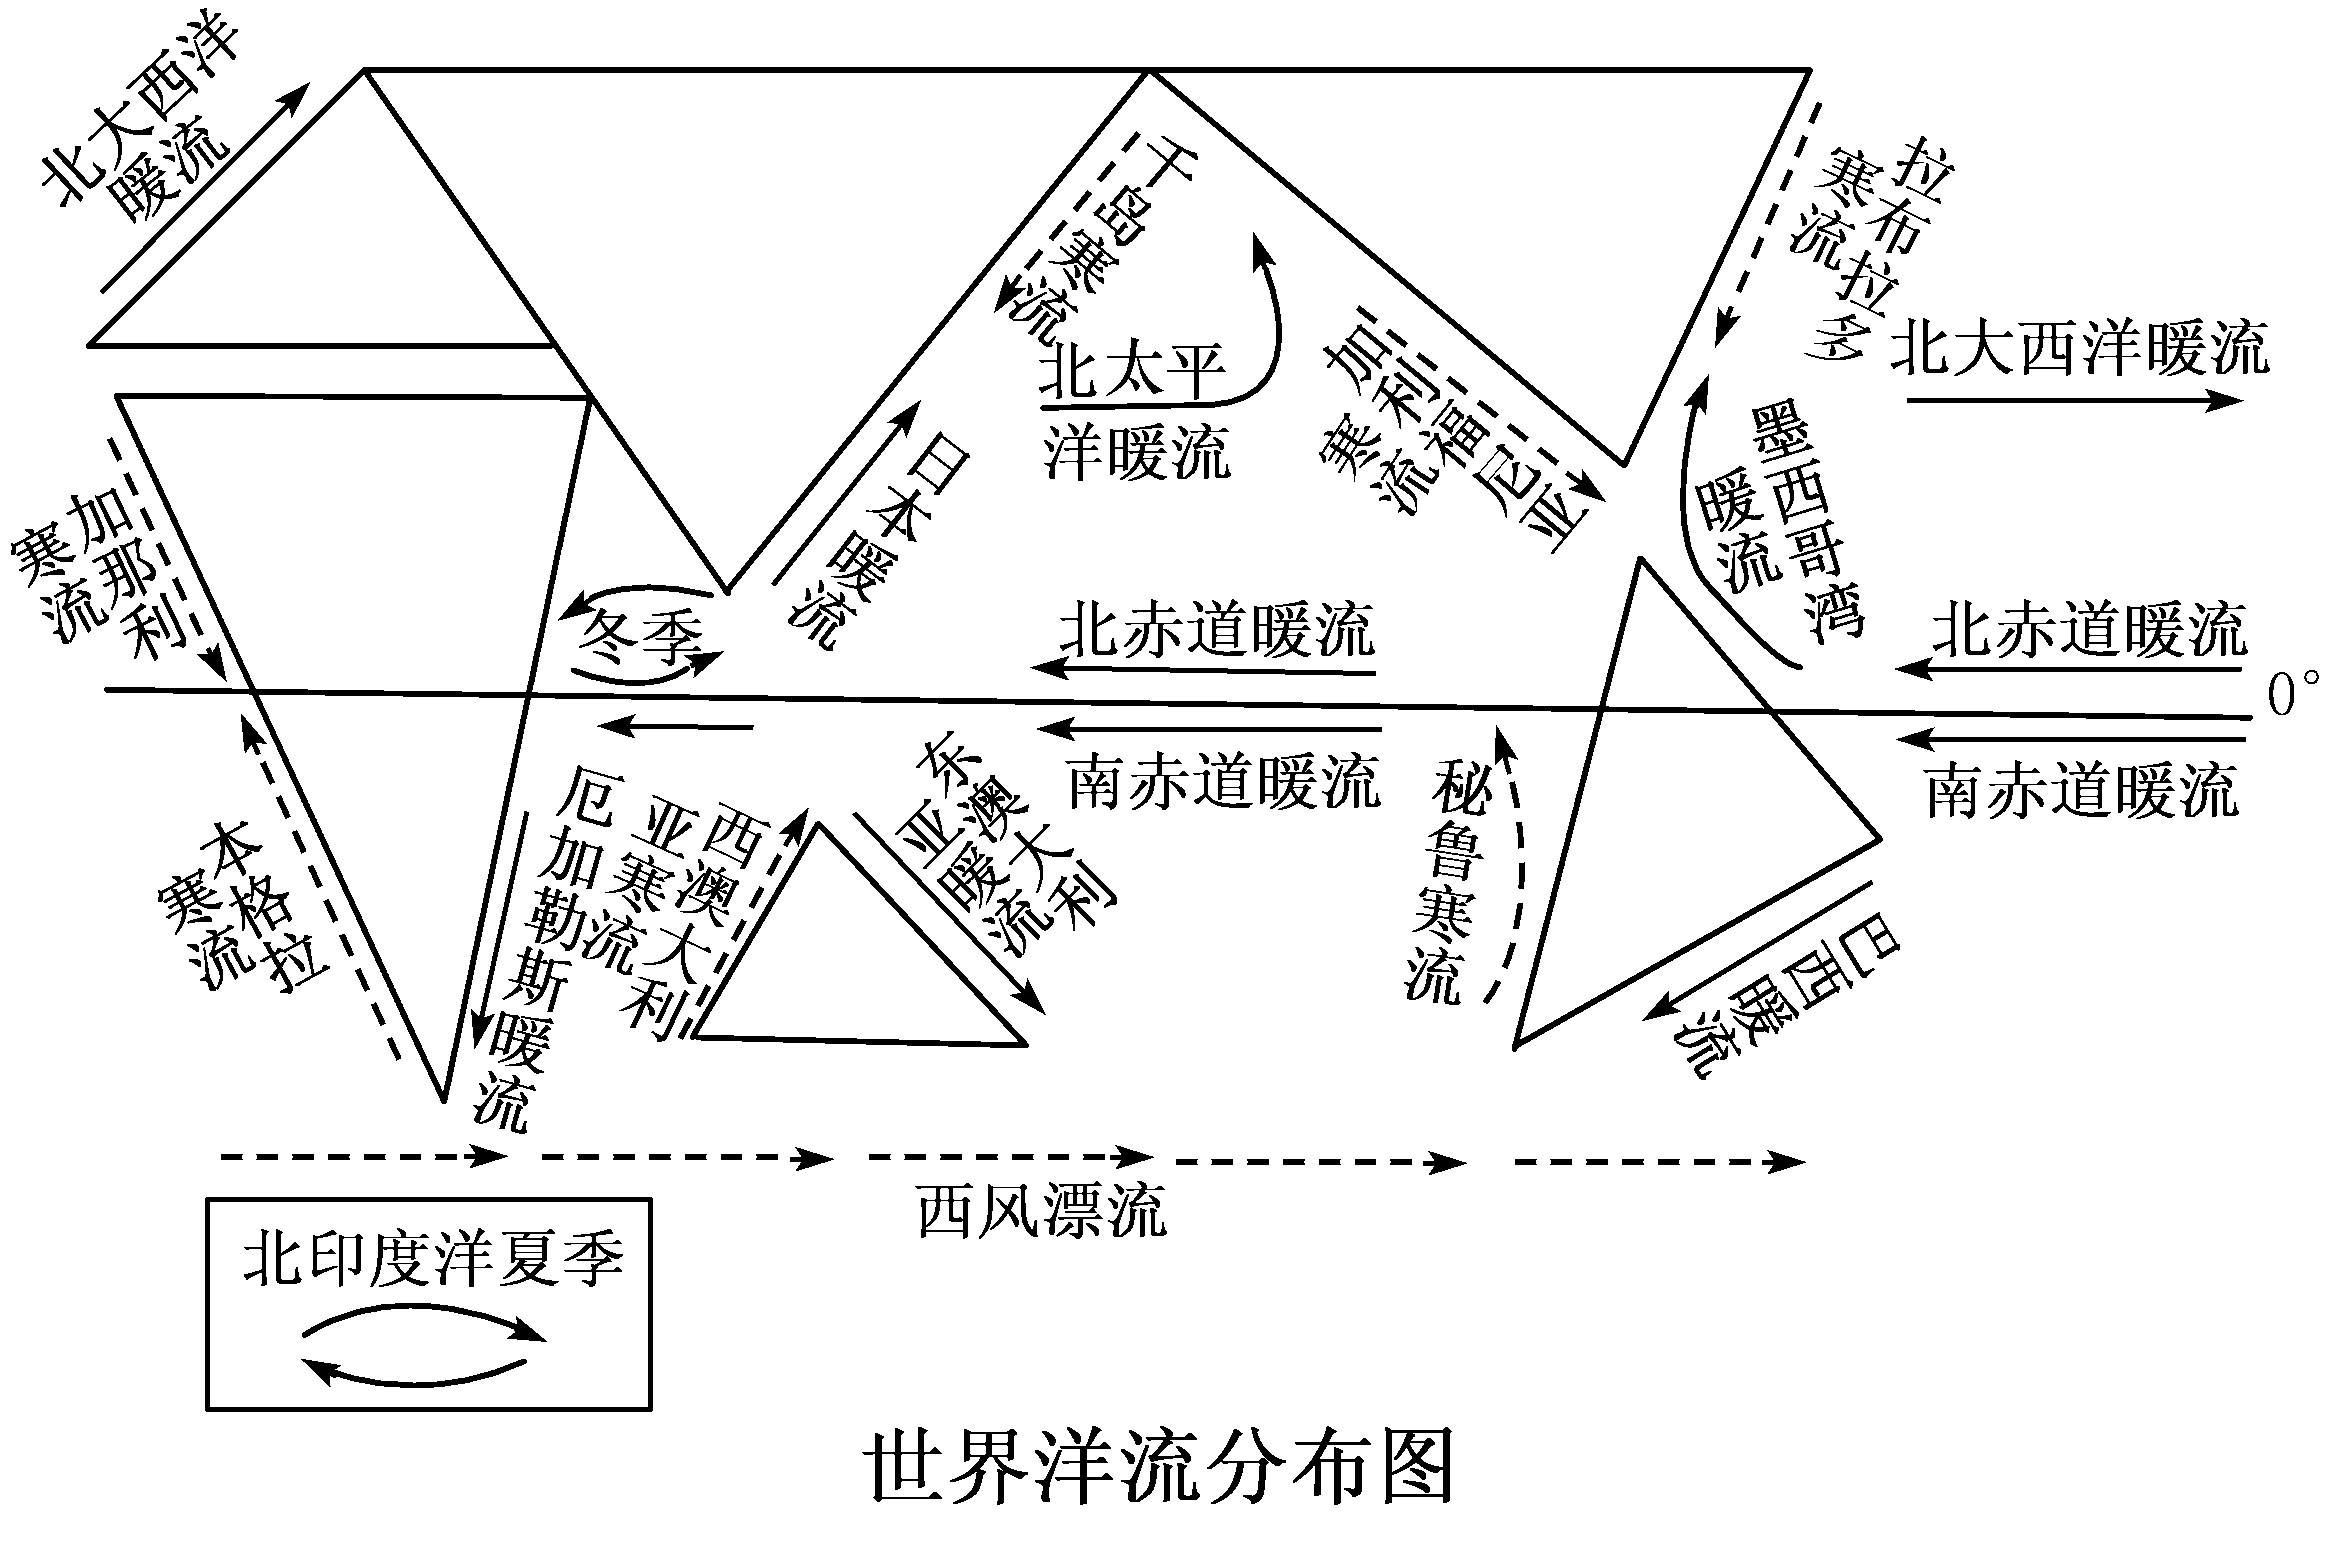 北大西洋
暖流
千岛寒流
拉布拉多
寒流
北太平
洋暖流
加利福尼亚
寒流
北大西洋暖流
墨西哥湾
暖流
日本暖流
加那利
寒流
冬季
北赤道暖流
北赤道暖流
0°
南赤道暖流
南赤道暖流
本格拉
寒流
厄加勒斯暖流
西澳大利
亚寒流
东澳大利
亚暖流
秘鲁寒流
巴西暖流
西风漂流
北印度洋夏季
世界洋流分布图